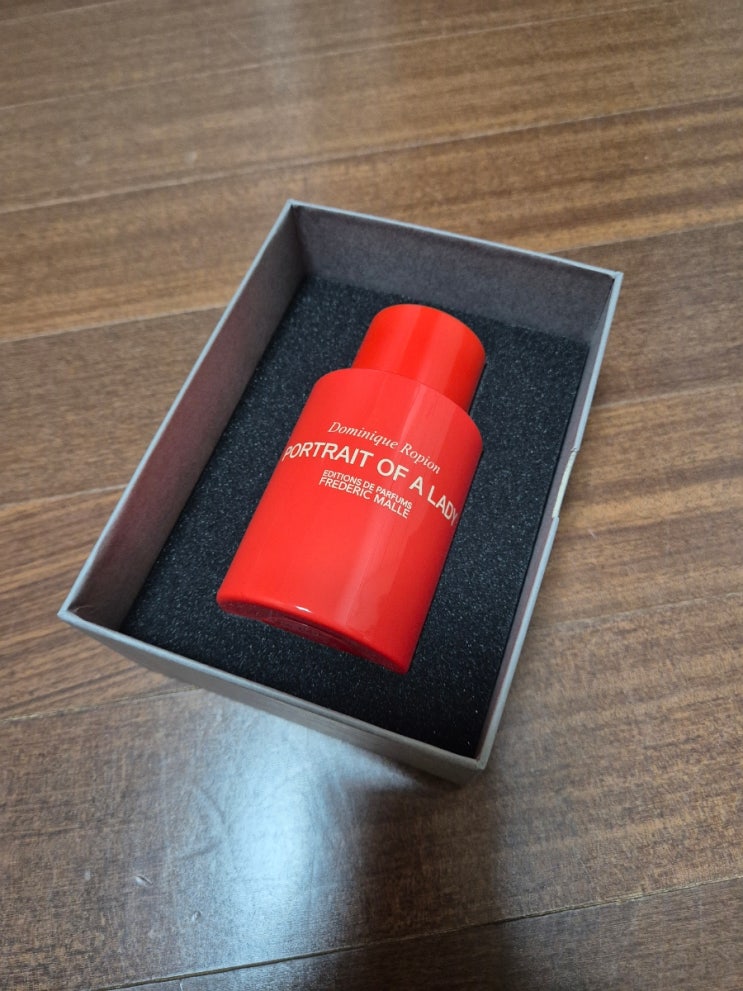 Dominique Ropion
PORTRAIT OF A LADY
EDITIONS DE PARFUMS
FREDERIC MALLE